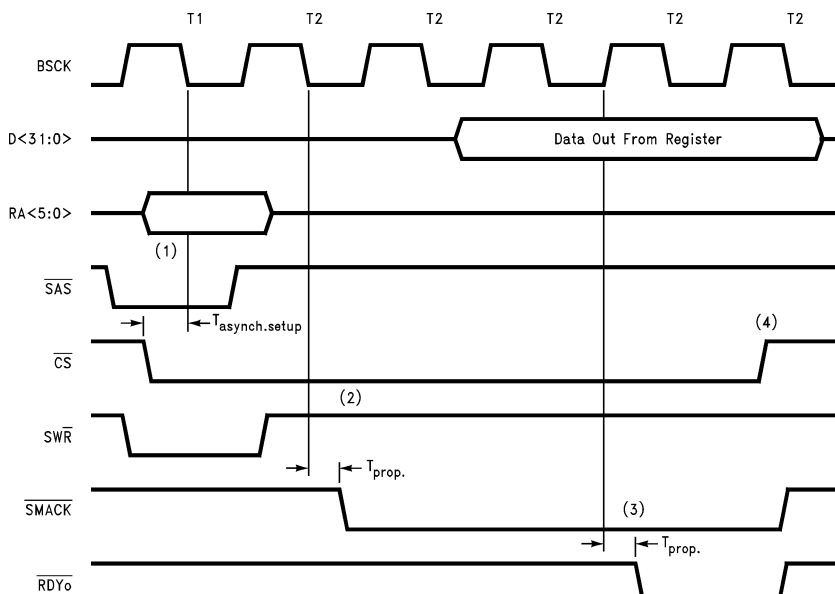 T1 T2 T2 T2 T2 T2
BSCK
D<31:0> Data Out From Register
RA<5:0>
(1)
SAS
Tasynch.setup
(4)
CS
(2)
SWR
Tprop.
SMACK
(3)
Tprop.
RDYo